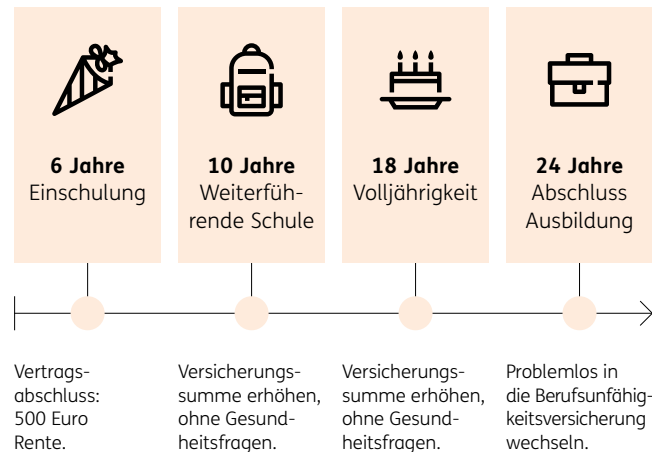 6 Jahre
Einschulung
10 Jahre
Weiterfüh-
rende Schule
18 Jahre
Volljährigkeit
24 Jahre
Abschluss
Ausbildung
Vertrags-
abschluss:
500 Euro
Rente.
Versicherungs-
summe erhöhen,
ohne Gesund-
heitsfragen.
Versicherungs-
summe erhöhen,
ohne Gesund-
heitsfragen.
Problemlos in
die Berufsunfähig-
keitsversicherung
wechseln.